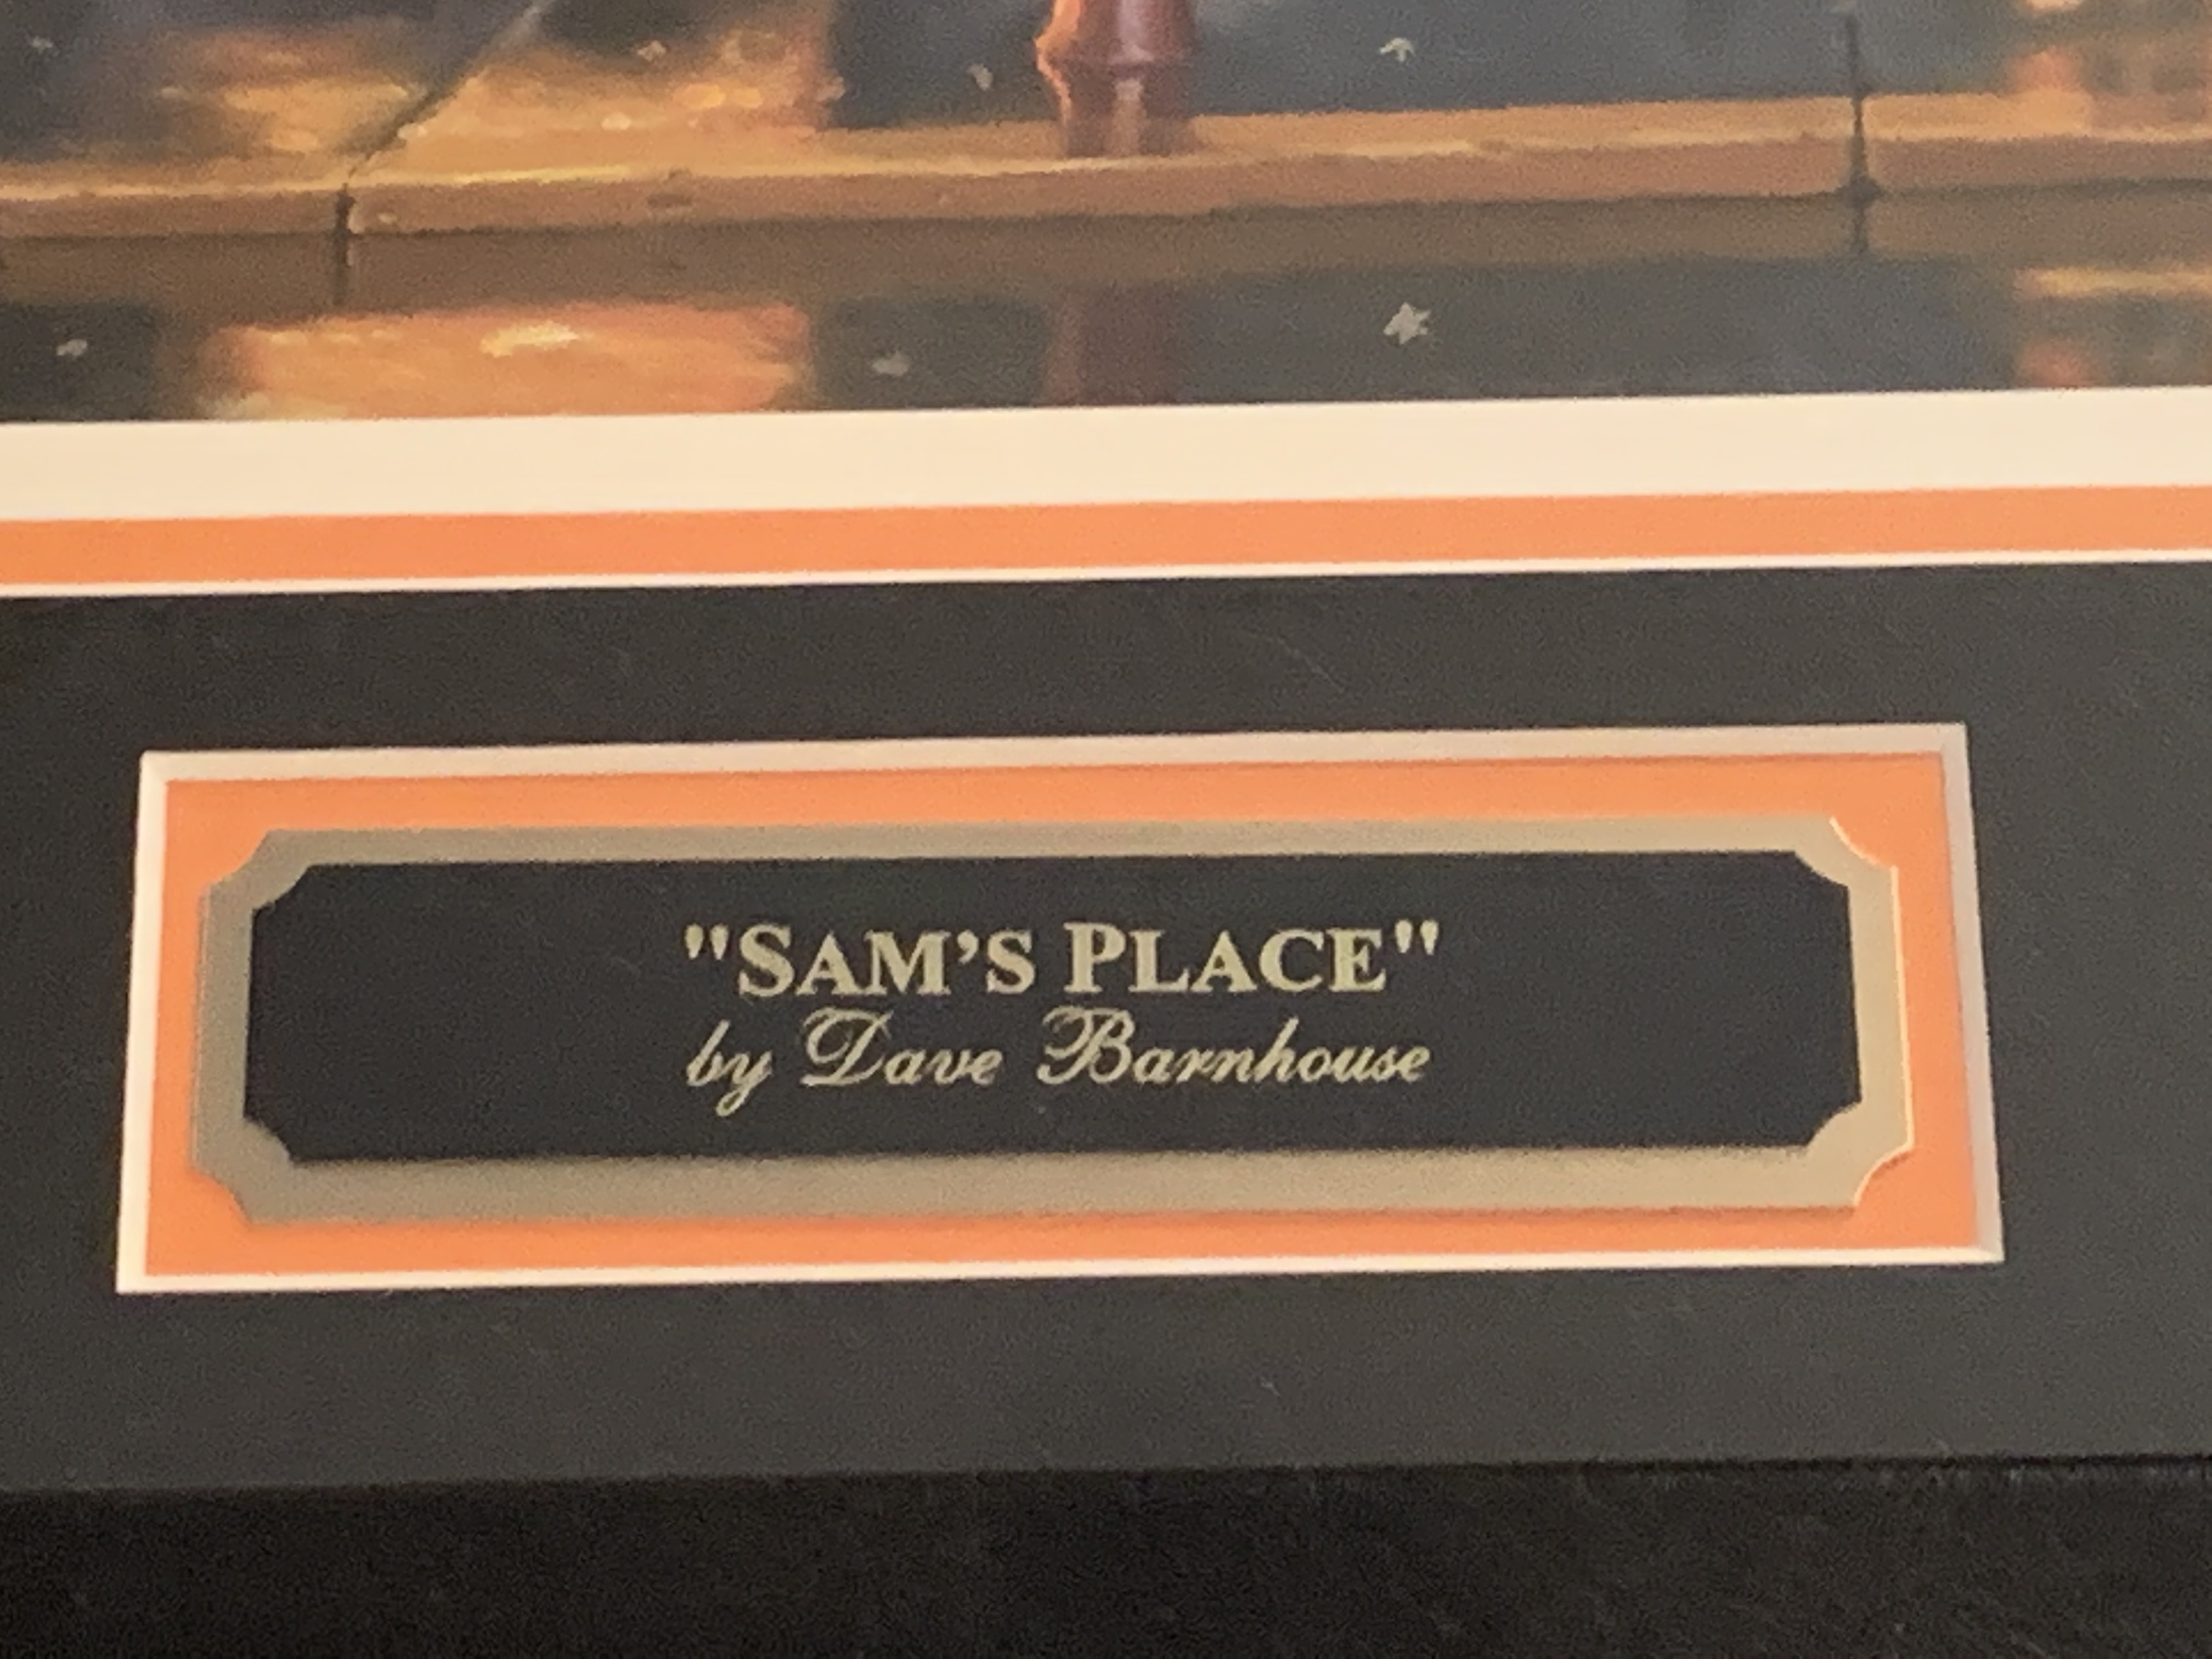 "SAM'S PLACE"
by Dave Barnhouse